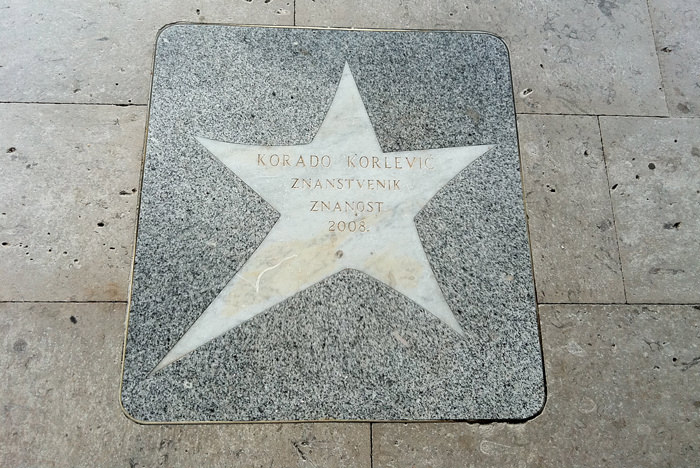 KORADO KORLEVIĆ
ZNANSTVENIK
ZNANOST
2008.